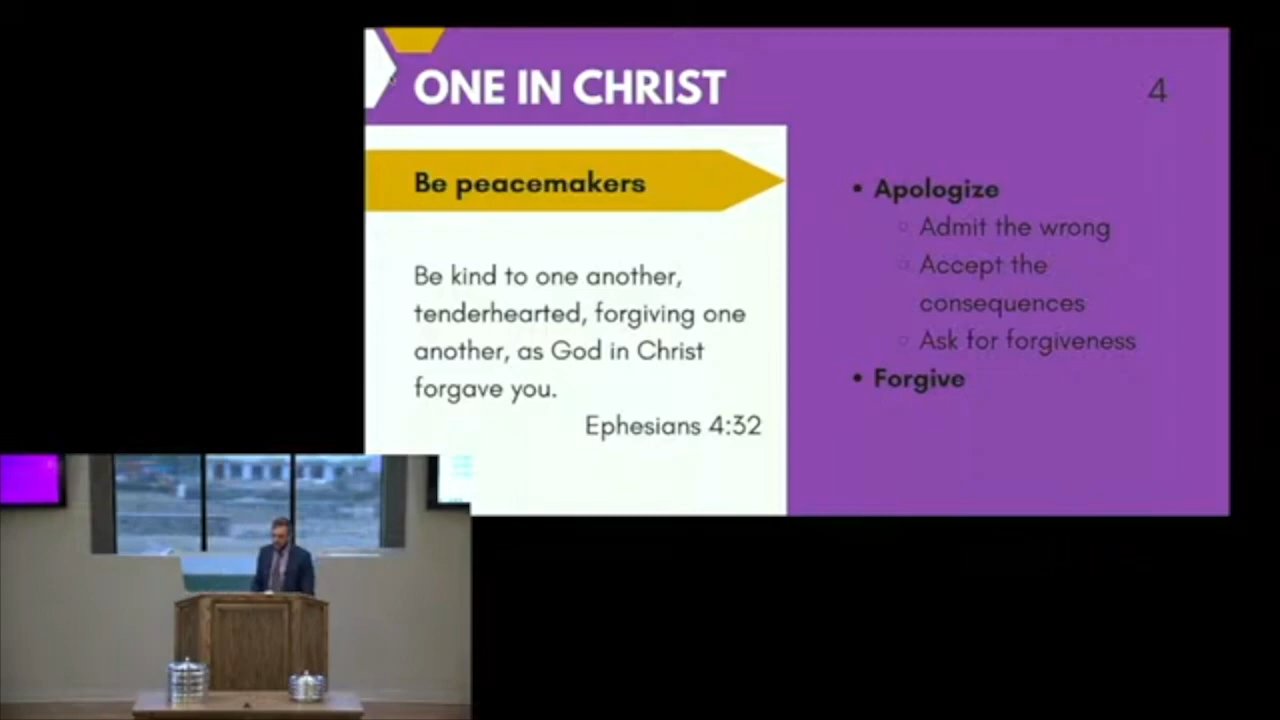 ONE IN CHRIST
4
Be peacemakers
Be kind to one another,
tenderhearted, forgiving one
another, as God in Christ
forgave you.
Ephesians 4:32
• Apologize
○ Admit the wrong
○ Accept the
consequences
○ Ask for forgiveness
• Forgive